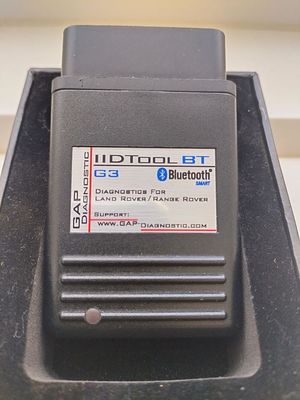 GAP
DIAGNOSTIC
IIDTOOL BT
G3
Bluetooth®
SMART
DIAGNOSTICS FOR
LAND ROVER/RANGE ROVER
SUPPORT:
WWW.GAP-DIAGNOSTIC.COM